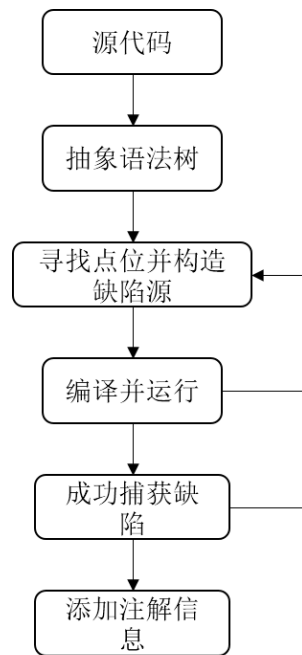 源代码
抽象语法树
寻找点位并构造
缺陷源
编译并运行
成功捕获缺
陷
添加注解信
息